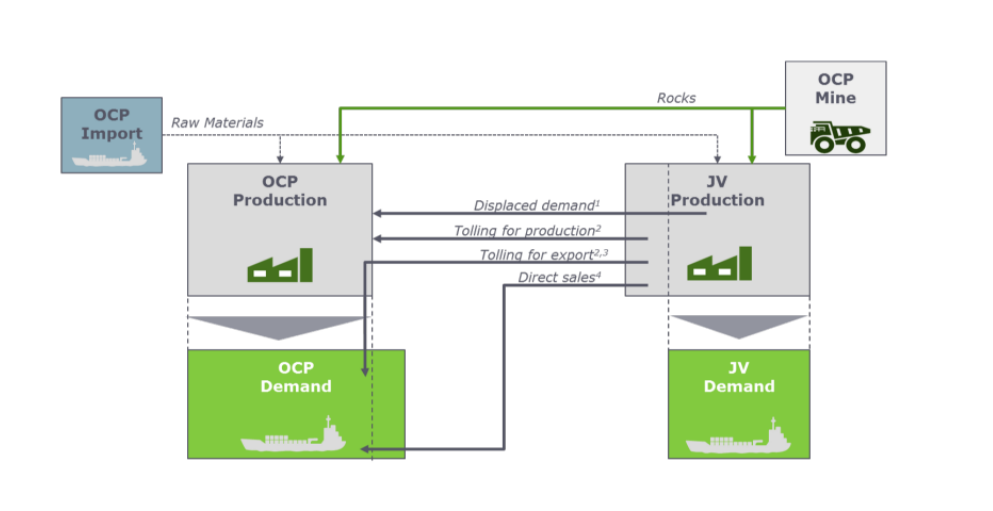 OCP
Mine
Rocks
OCP
Import
Raw Materials
OCP
Production
JV
Production
Displaced demand¹
Tolling for production²
Tolling for export²,³
Direct sales⁴
OCP
Demand
JV
Demand